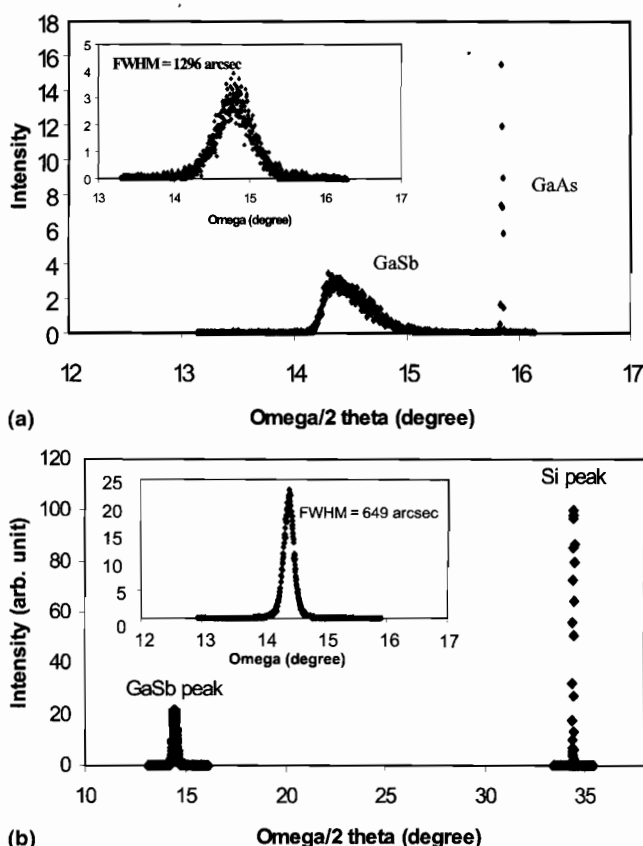 18
16
14
12
10
8
6
4
2
0
Intensity
5
4
3
2
1
0
FWHM = 1296 arcsec
13 14 15 16 17
Omega (degree)
GaAs
GaSb
12 13 14 15 16 17
(a) Omega/2 theta (degree)
120
100
80
60
40
20
0
Intensity (arb. unit)
25
20
15
10
5
0
FWHM = 649 arcsec
12 13 14 15 16 17
Omega (degree)
Si peak
GaSb peak
10 15 20 25 30 35
(b) Omega/2 theta (degree)